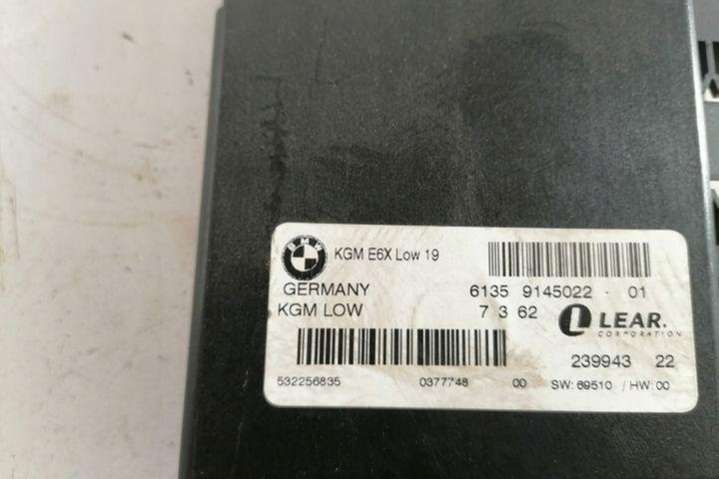 BMW KGM E6X Low 19
GERMANY 6135 9145022 - 01
KGM LOW 7 3 62 L LEAR.
CORPORATION
239943 22
532256835 0377748 00 SW: 69510 / HW: 00